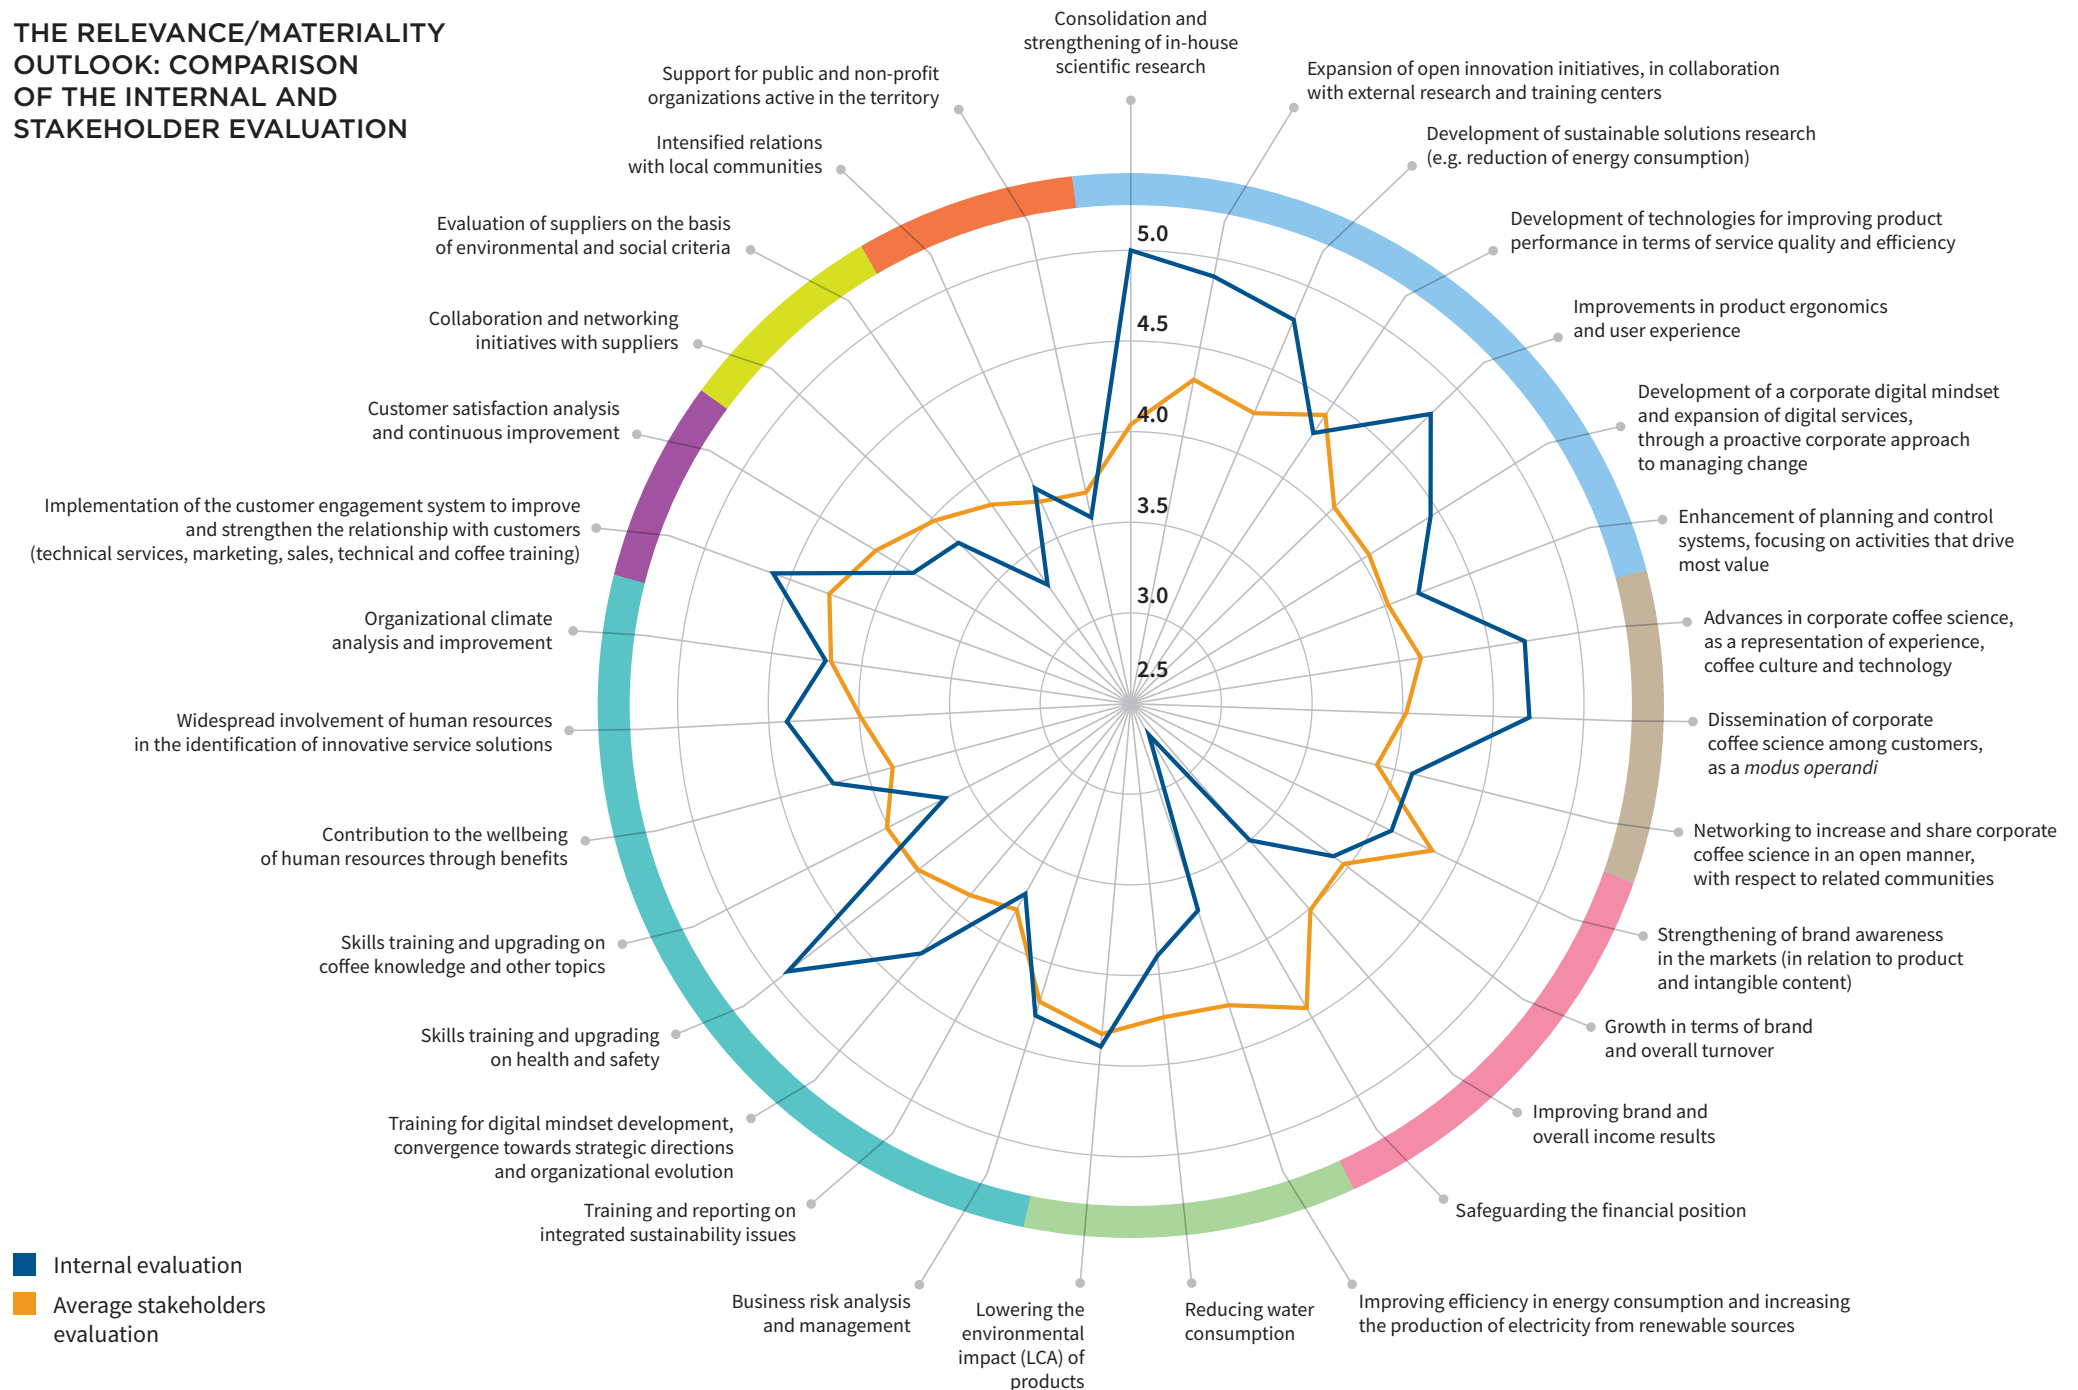 THE RELEVANCE/MATERIALITY
OUTLOOK: COMPARISON
OF THE INTERNAL AND
STAKEHOLDER EVALUATION
Consolidation and
strengthening of in-house
scientific research
Expansion of open innovation initiatives, in collaboration
with external research and training centers
Development of sustainable solutions research
(e.g. reduction of energy consumption)
Development of technologies for improving product
performance in terms of service quality and efficiency
Improvements in product ergonomics
and user experience
Development of a corporate digital mindset
and expansion of digital services,
through a proactive corporate approach
to managing change
Enhancement of planning and control
systems, focusing on activities that drive
most value
Advances in corporate coffee science,
as a representation of experience,
coffee culture and technology
Dissemination of corporate
coffee science among customers,
as a modus operandi
Networking to increase and share corporate
coffee science in an open manner,
with respect to related communities
Strengthening of brand awareness
in the markets (in relation to product
and intangible content)
Growth in terms of brand
and overall turnover
Improving brand and
overall income results
Safeguarding the financial position
Improving efficiency in energy consumption and increasing
the production of electricity from renewable sources
Reducing water
consumption
Lowering the
environmental
impact (LCA) of
products
Business risk analysis
and management
Training and reporting on
integrated sustainability issues
Training for digital mindset development,
convergence towards strategic directions
and organizational evolution
Skills training and upgrading
on health and safety
Skills training and upgrading on
coffee knowledge and other topics
Contribution to the wellbeing
of human resources through benefits
Widespread involvement of human resources
in the identification of innovative service solutions
Organizational climate
analysis and improvement
Implementation of the customer engagement system to improve
and strengthen the relationship with customers
(technical services, marketing, sales, technical and coffee training)
Customer satisfaction analysis
and continuous improvement
Collaboration and networking
initiatives with suppliers
Evaluation of suppliers on the basis
of environmental and social criteria
Intensified relations
with local communities
Support for public and non-profit
organizations active in the territory
5.0
4.5
4.0
3.5
3.0
2.5
Internal evaluation
Average stakeholders
evaluation